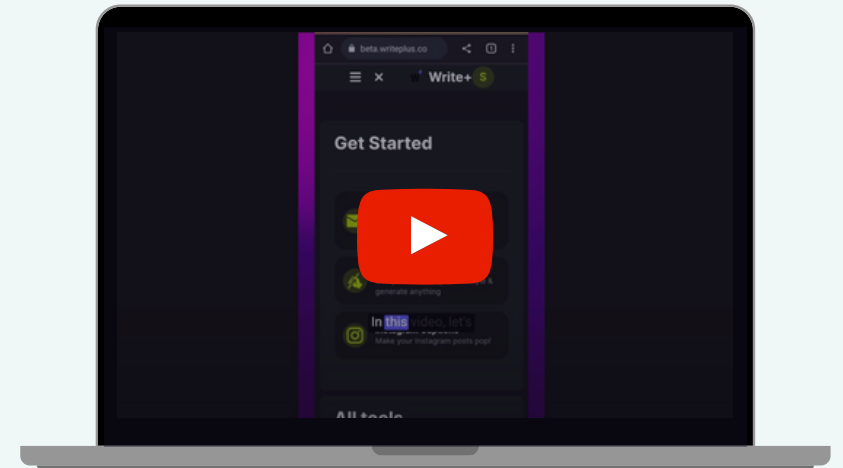 beta.writeplus.co
1
Write+ S
Get Started
generate anything
In this video, let's
Make your Instagram posts pop!
All tools